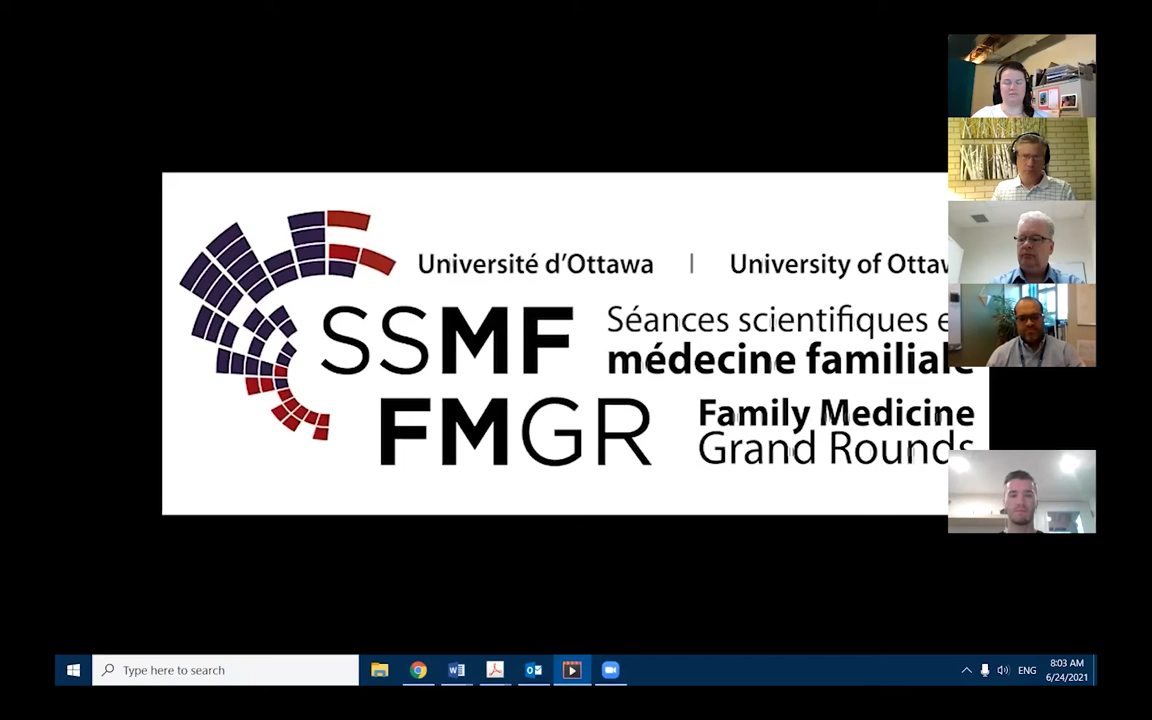 Université d'Ottawa | University of Ottaw
SSMF
Séances scientifiques e
médecine familiale
FMGR
Family Medicine
Grand Rounds
Type here to search
ENG
8:03 AM
6/24/2021